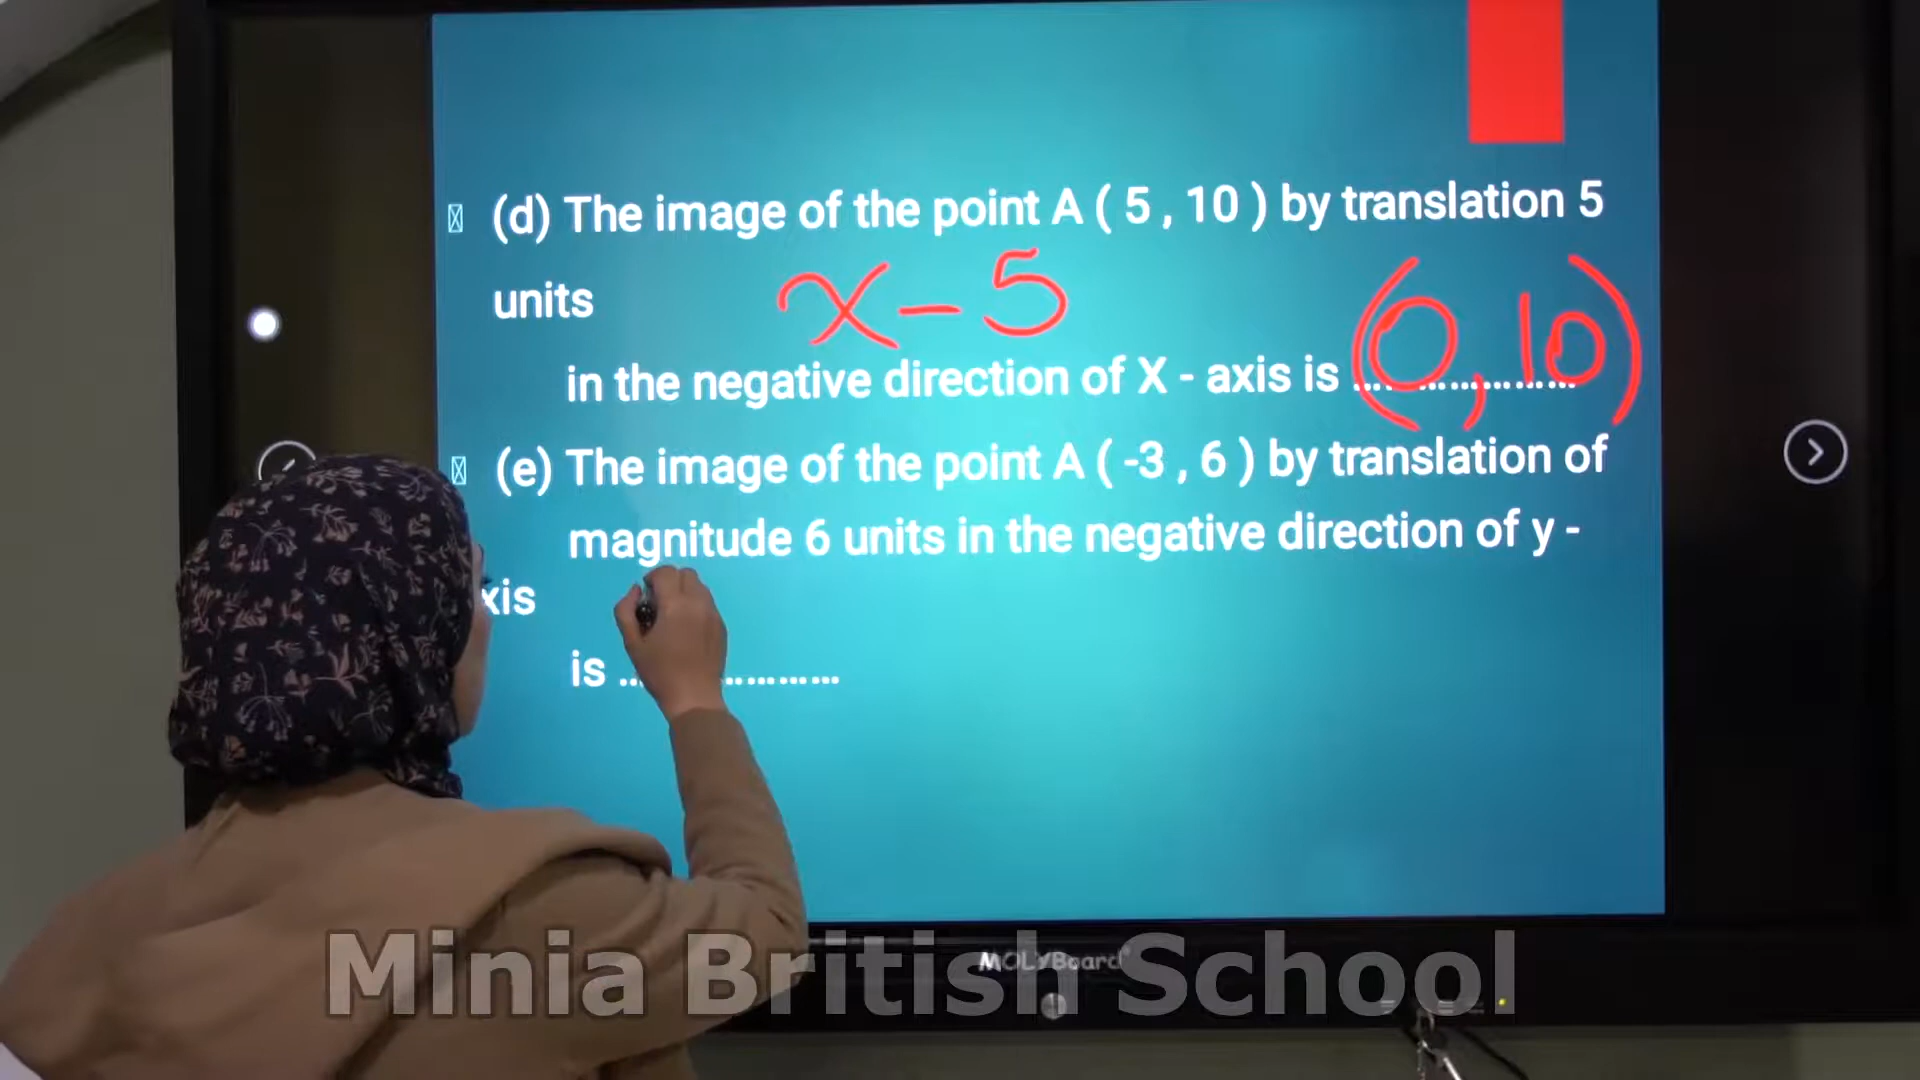 (d) The image of the point A ( 5 , 10 ) by translation 5
units
x - 5
(0, 10)
in the negative direction of X - axis is ....................
(e) The image of the point A ( -3 , 6 ) by translation of
magnitude 6 units in the negative direction of y -
xis
is ....................
MOLYBoard
Minia British School